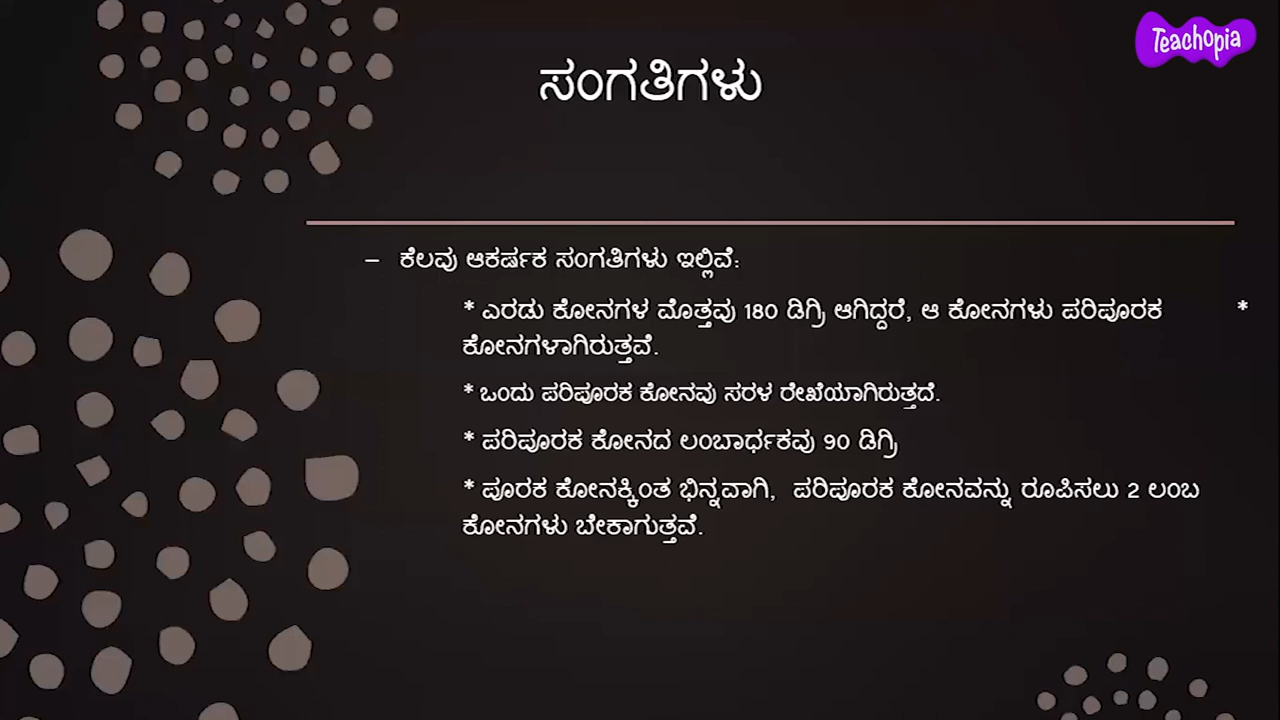 Teachopia
ಸಂಗತಿಗಳು
– ಕೆಲವು ಆಕರ್ಷಕ ಸಂಗತಿಗಳು ಇಲ್ಲಿವೆ:
* ಎರಡು ಕೋನಗಳ ಮೊತ್ತವು 180 ಡಿಗ್ರಿ ಆಗಿದ್ದರೆ, ಆ ಕೋನಗಳು ಪರಿಪೂರಕ *
ಕೋನಗಳಾಗಿರುತ್ತವೆ.
* ಒಂದು ಪರಿಪೂರಕ ಕೋನವು ಸರಳ ರೇಖೆಯಾಗಿರುತ್ತದೆ.
* ಪರಿಪೂರಕ ಕೋನದ ಲಂಬಾರ್ಧಕವು 90 ಡಿಗ್ರಿ
* ಪೂರಕ ಕೋನಕ್ಕಿಂತ ಭಿನ್ನವಾಗಿ, ಪರಿಪೂರಕ ಕೋನವನ್ನು ರೂಪಿಸಲು 2 ಲಂಬ
ಕೋನಗಳು ಬೇಕಾಗುತ್ತವೆ.